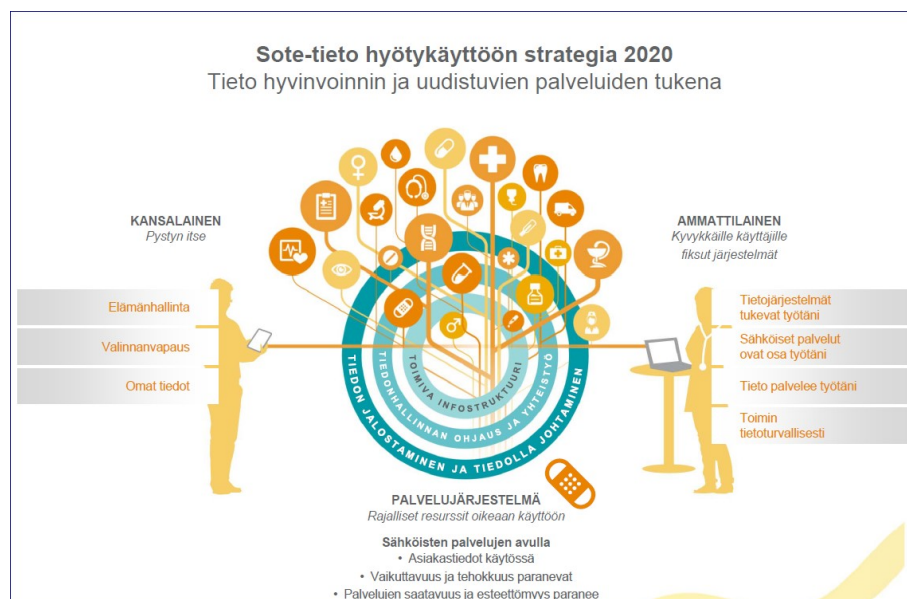 Sote-tieto hyötykäyttöön strategia 2020
Tieto hyvinvoinnin ja uudistuvien palveluiden tukena
KANSALAINEN
Pystyn itse
Elämänhallinta
Valinnanvapaus
Omat tiedot
TOIMIVA INFOSTRUKTUURI
TIEDONHALLINNAN OHJAUS JA YHTEISTYÖ
TIEDON JALOSTAMINEN JA TIEDOLLA JOHTAMINEN
AMMATTILAINEN
Kyvykkäille käyttäjille
fiksut järjestelmät
Tietojärjestelmät
tukevat työtäni
Sähköiset palvelut
ovat osa työtäni
Tieto palvelee työtäni
Toimin
tietoturvallisesti
PALVELUJÄRJESTELMÄ
Rajalliset resurssit oikeaan käyttöön
Sähköisten palvelujen avulla
• Asiakastiedot käytössä
• Vaikuttavuus ja tehokkuus paranevat
• Palvelujen saatavuus ja esteettömyys paranee